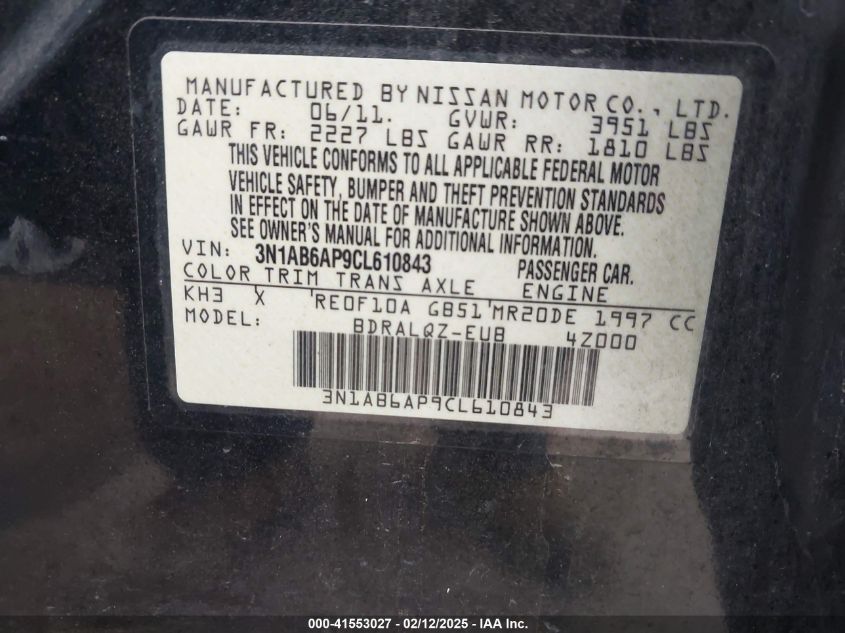 MANUFACTURED BY NISSAN MOTOR CO., LTD.
DATE: 06/11. GVWR: 3951 LBS
GAWR FR: 2227 LBS GAWR RR: 1810 LBS
THIS VEHICLE CONFORMS TO ALL APPLICABLE FEDERAL MOTOR
VEHICLE SAFETY, BUMPER AND THEFT PREVENTION STANDARDS
IN EFFECT ON THE DATE OF MANUFACTURE SHOWN ABOVE.
SEE OWNER'S MANUAL FOR ADDITIONAL INFORMATION.
VIN: 3N1AB6AP9CL610843 PASSENGER CAR.
COLOR TRIM TRANS AXLE ENGINE
KH3 X RE0F10A GB51 MR20DE 1997 CC
MODEL: BDRALQZ-EUB 4Z000
3N1AB6AP9CL610843
000-41553027 - 02/12/2025 - IAA Inc.